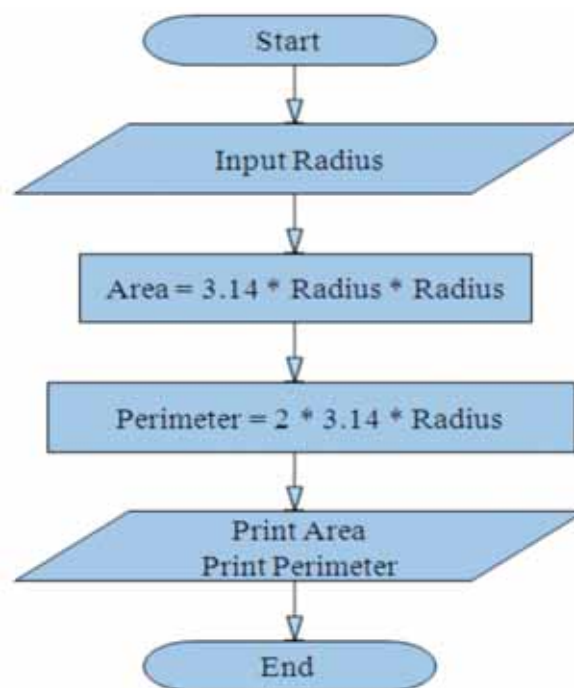 Start
Input Radius
Area = 3.14 * Radius * Radius
Perimeter = 2 * 3.14 * Radius
Print Area
Print Perimeter
End